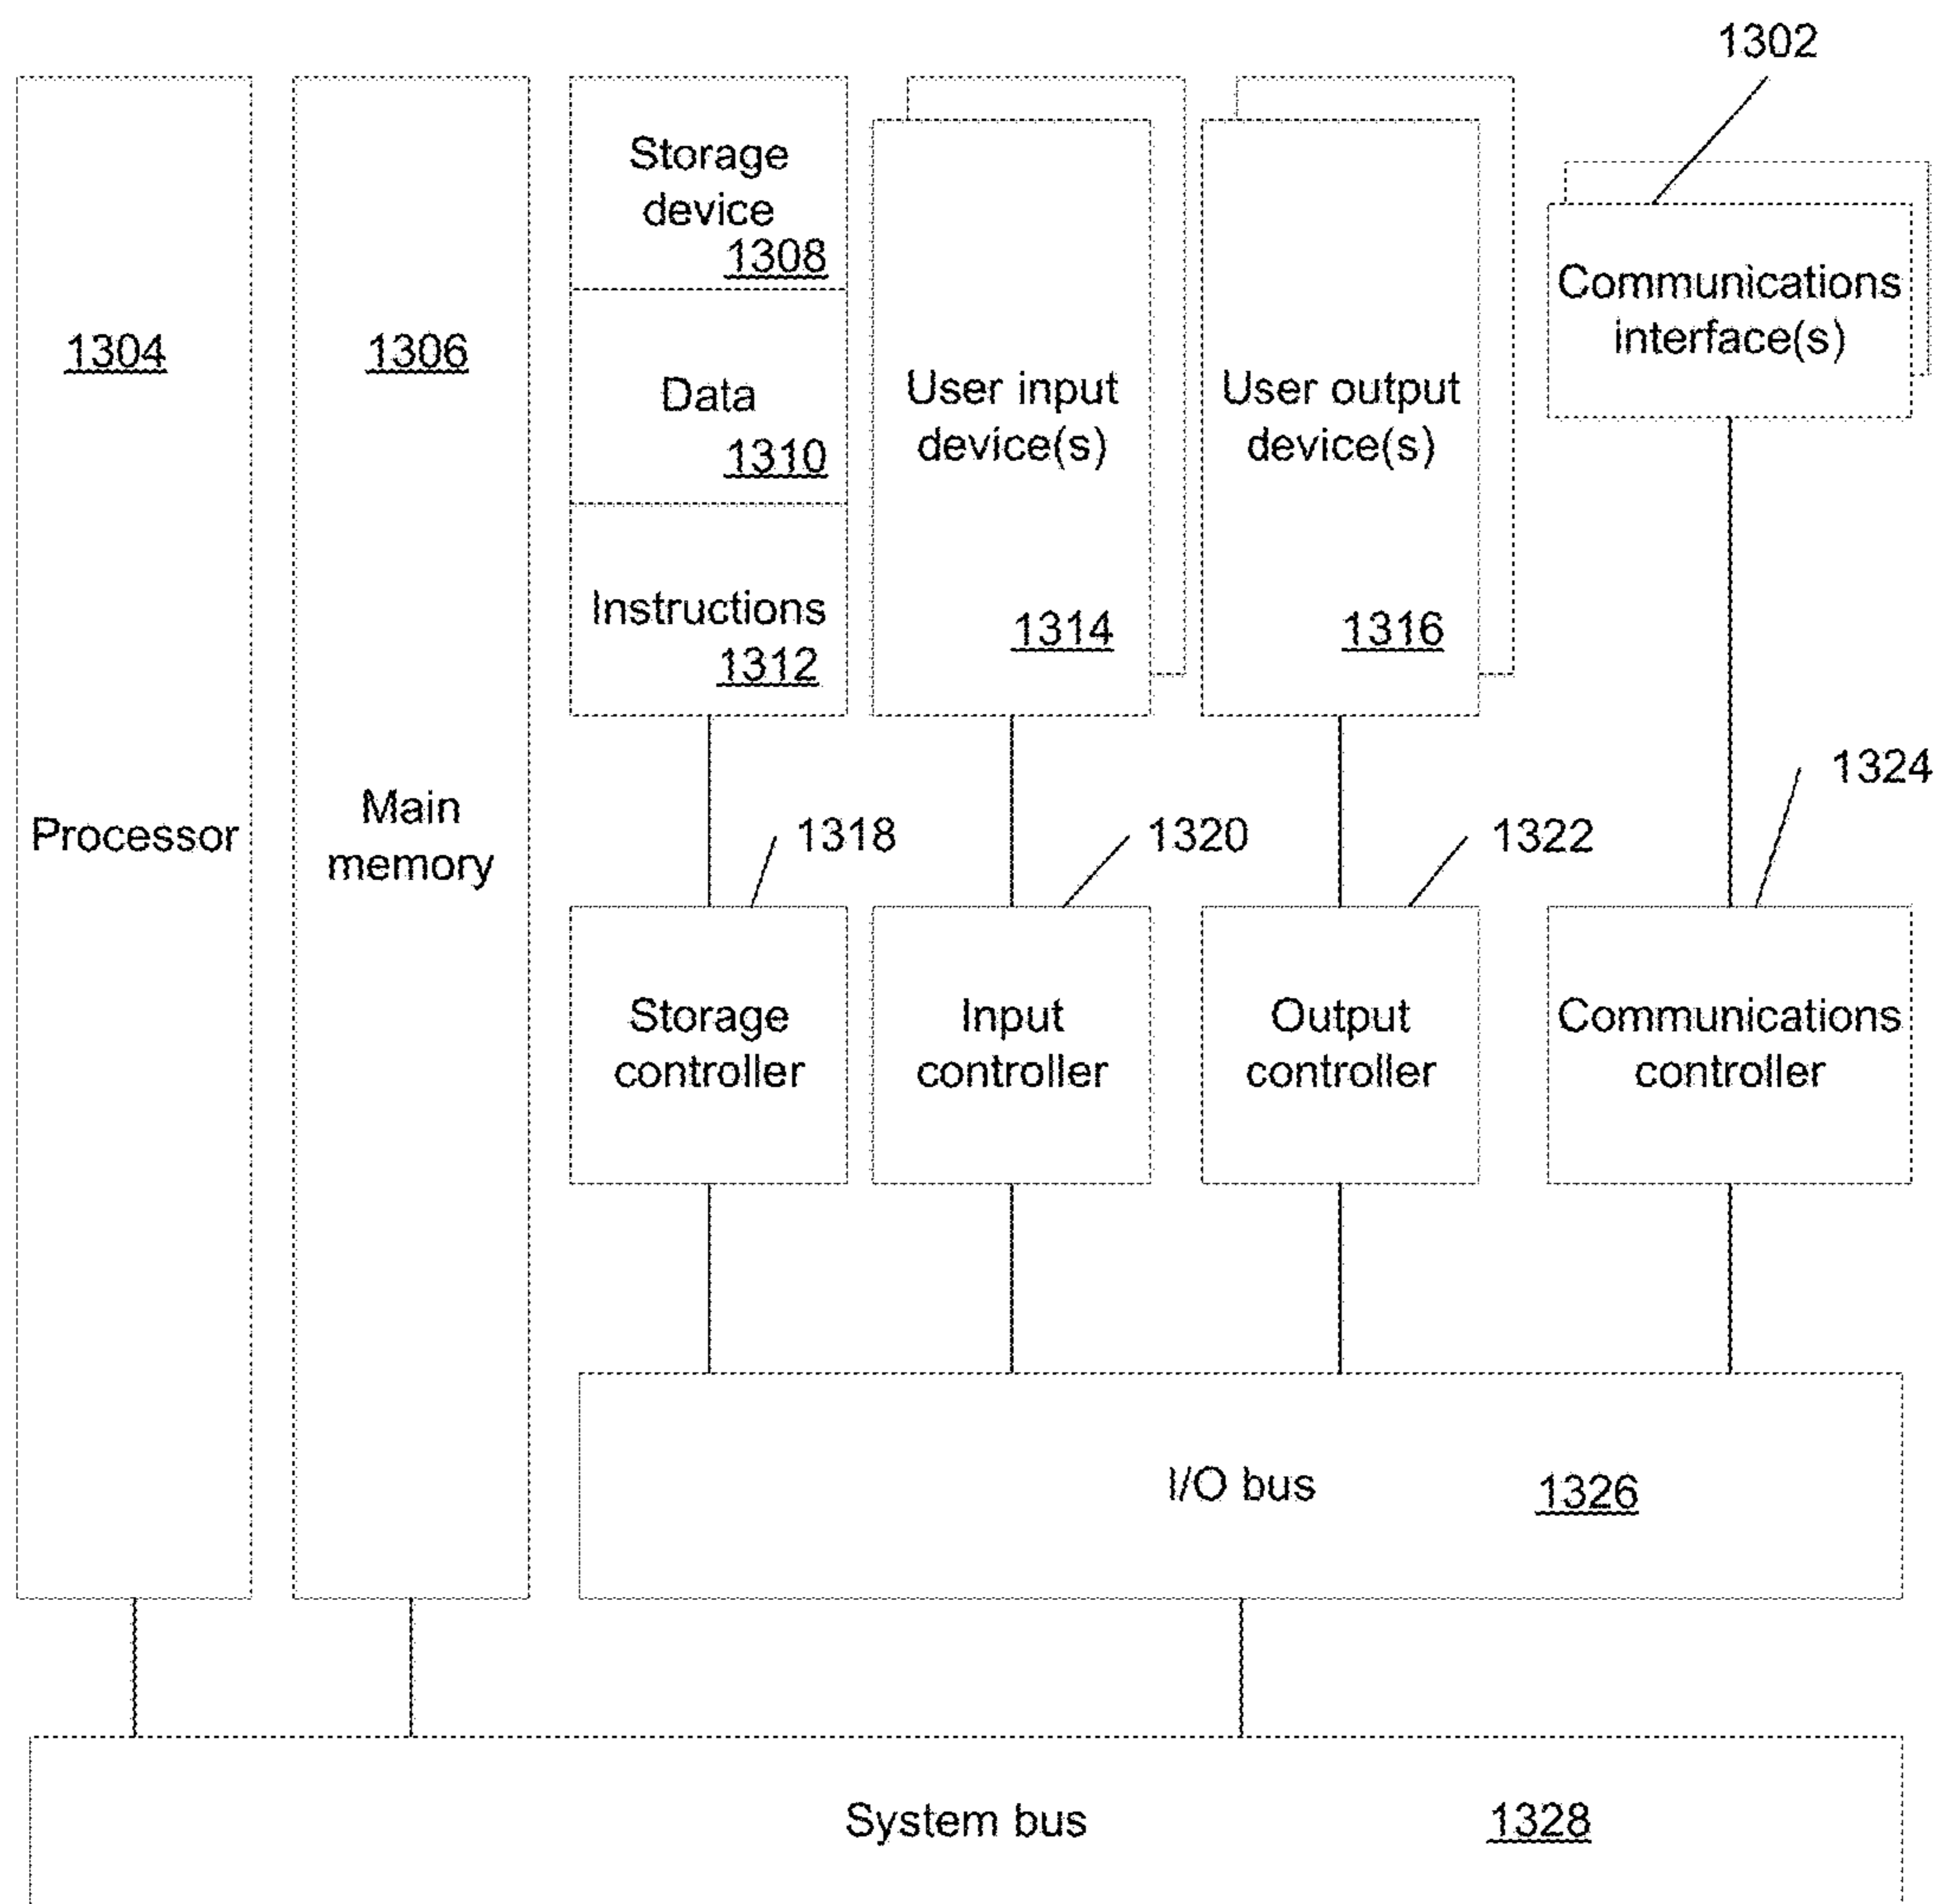 1302
Storage
device
1308
Communications
interface(s)
1304
1306
Data
1310
User input
device(s)
User output
device(s)
Instructions
1312
1314
1316
1324
Processor
Main
memory
1318
1320
1322
Storage
controller
Input
controller
Output
controller
Communications
controller
I/O bus
1326
System bus
1328